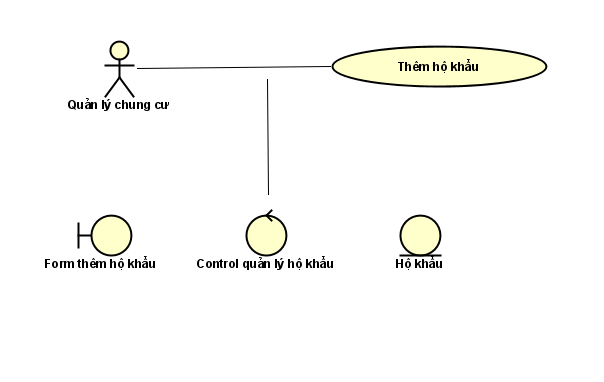 Thêm hộ khẩu
Quản lý chung cư
Form thêm hộ khẩu
Control quản lý hộ khẩu
Hộ khẩu